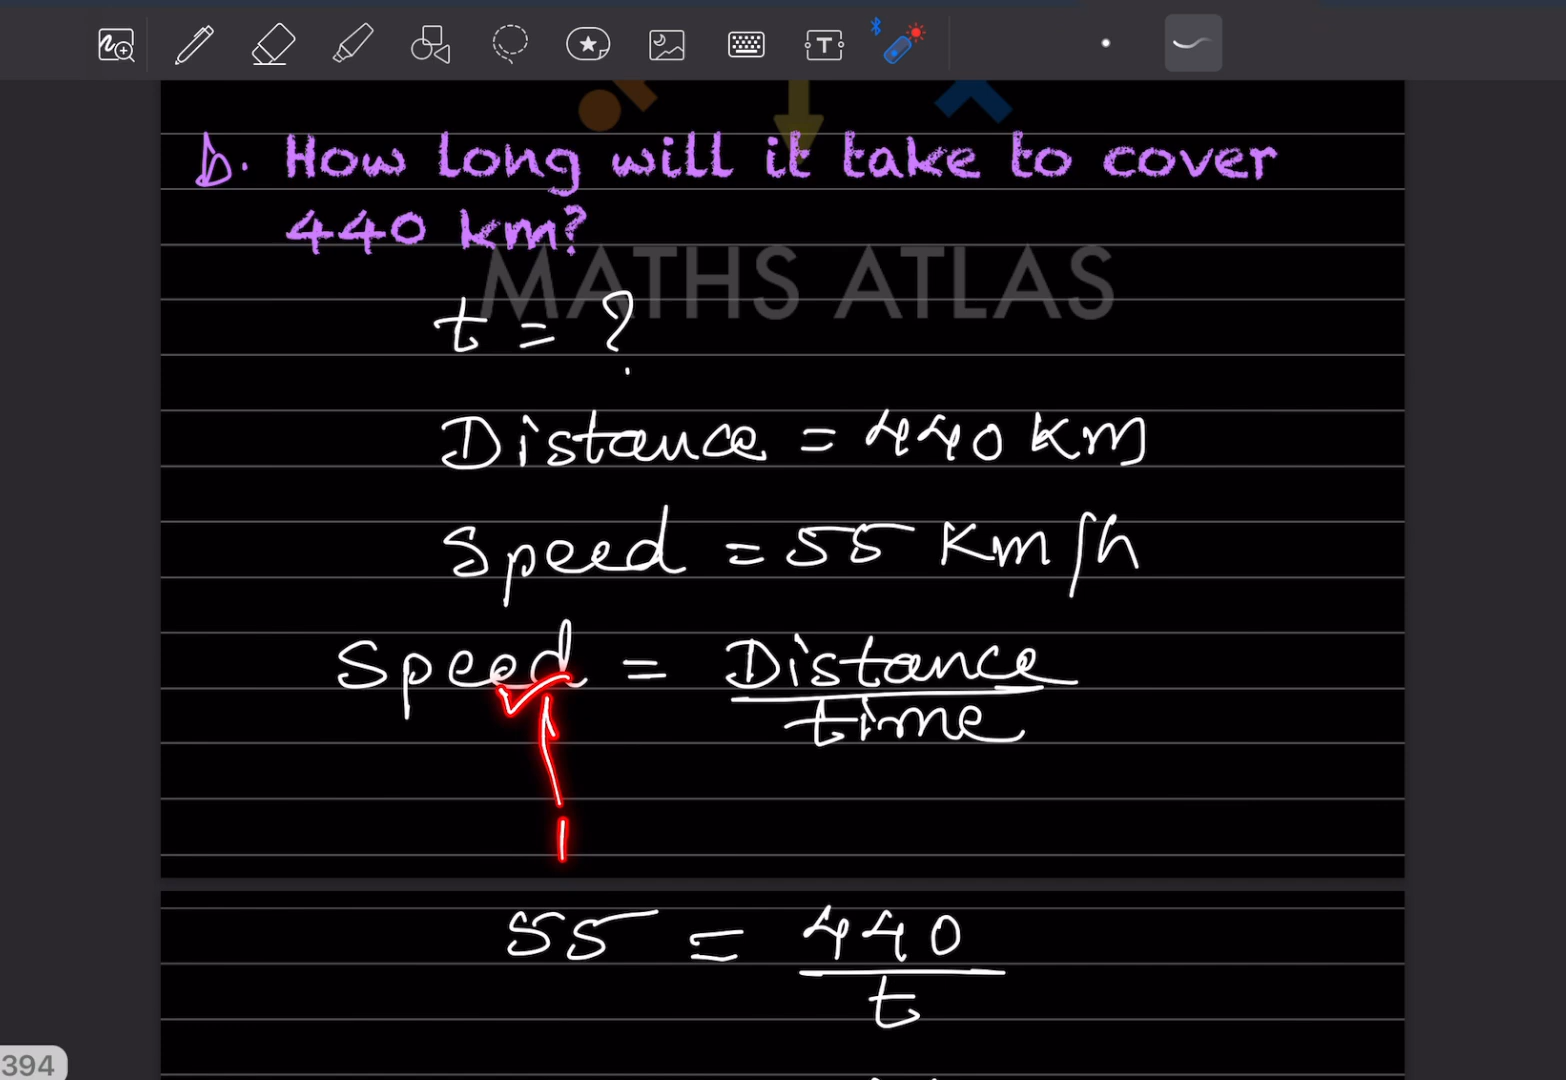 b. How long will it take to cover
440 km?
MATHS ATLAS
t = ?
Distance = 440 km
Speed = 55 Km/h
Speed = Distance
time
55 = 440
t
394